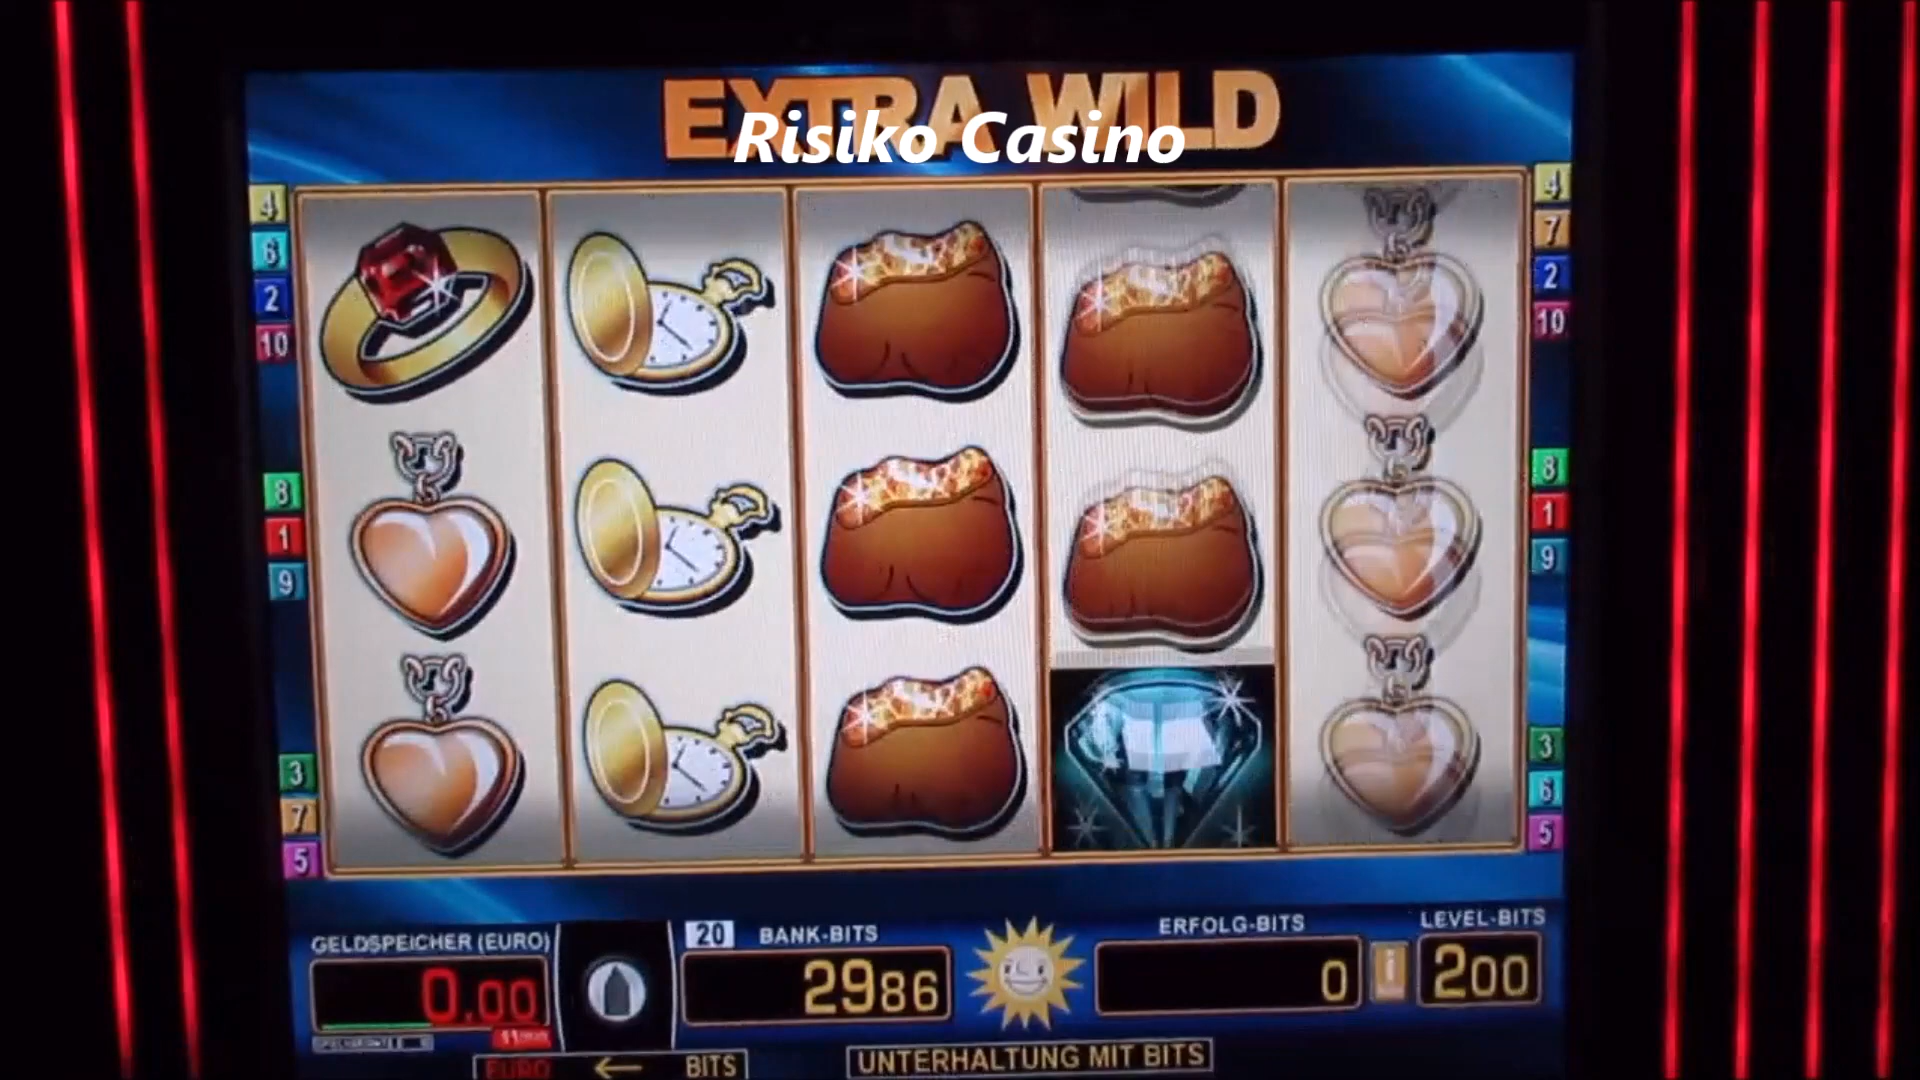 EXTRA WILD
Risiko Casino
4 4
6 7
2 2
10 10
8 8
1 1
9 9
3 3
7 6
5 5
GELDSPEICHER (EURO) 20 BANK-BITS ERFOLG-BITS LEVEL-BITS
0.00 2986 0 200
EURO BITS UNTERHALTUNG MIT BITS